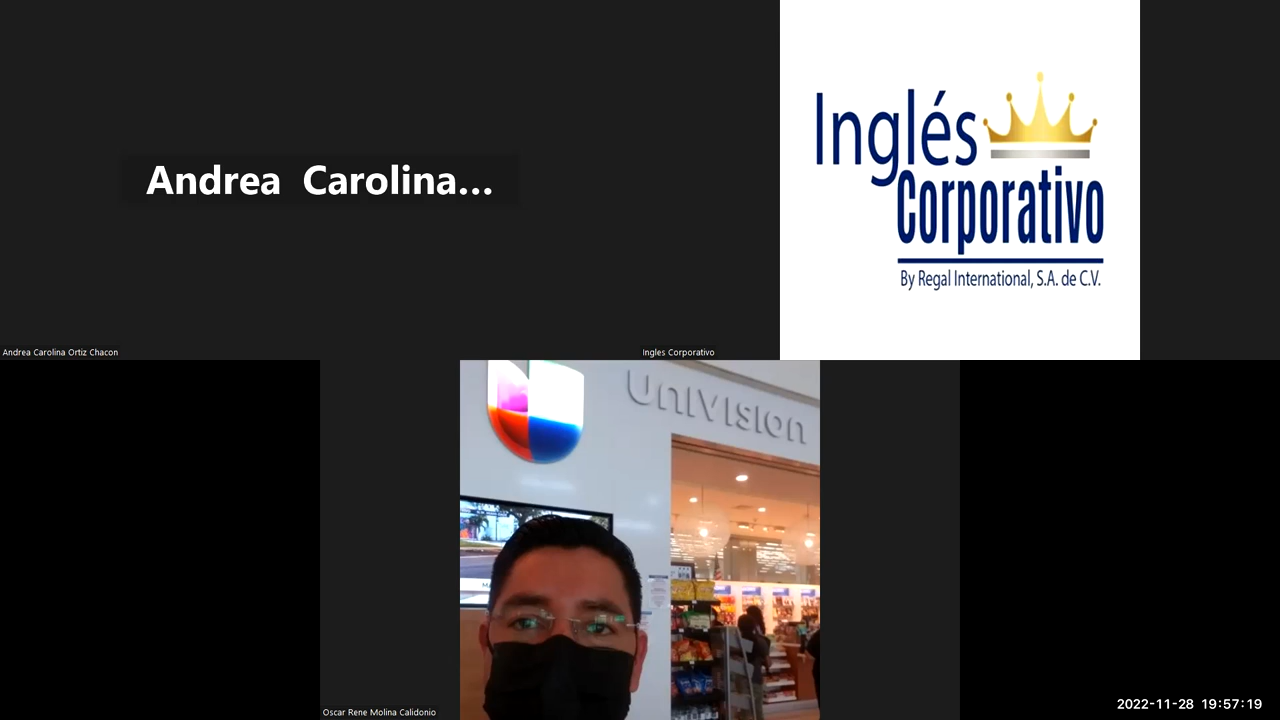 Andrea Carolina...
Inglés
Corporativo
By Regal International, S.A. de C.V.
Andrea Carolina Ortiz Chacon
Ingles Corporativo
univision
Oscar Rene Molina Calidonio
2022-11-28 19:57:19